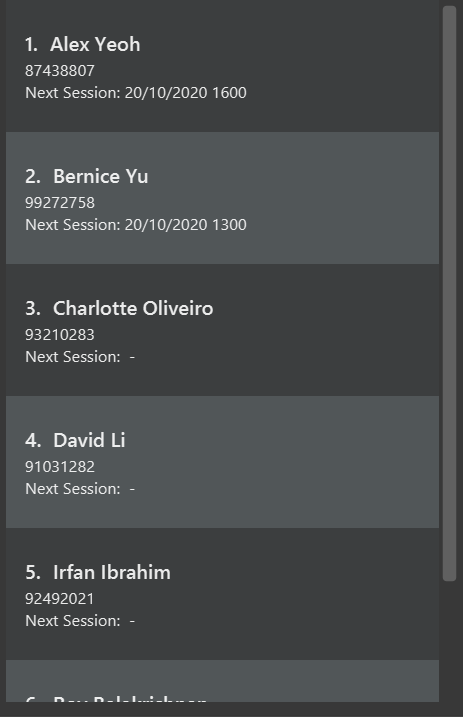 1. Alex Yeoh
87438807
Next Session: 20/10/2020 1600
2. Bernice Yu
99272758
Next Session: 20/10/2020 1300
3. Charlotte Oliveiro
93210283
Next Session: -
4. David Li
91031282
Next Session: -
5. Irfan Ibrahim
92492021
Next Session: -